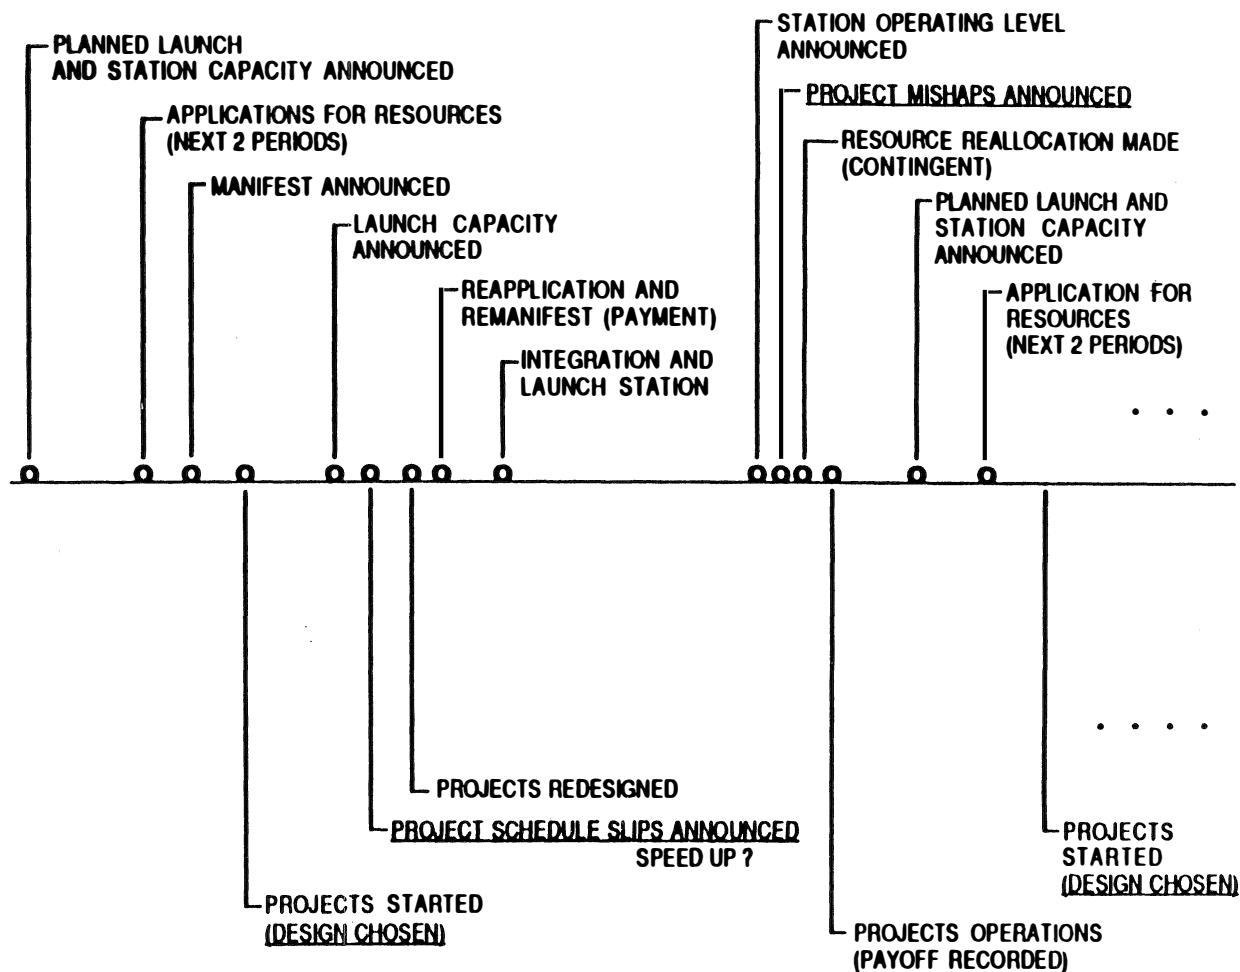 PLANNED LAUNCH
AND STATION CAPACITY ANNOUNCED
APPLICATIONS FOR RESOURCES
(NEXT 2 PERIODS)
MANIFEST ANNOUNCED
LAUNCH CAPACITY
ANNOUNCED
REAPPLICATION AND
REMANIFEST (PAYMENT)
INTEGRATION AND
LAUNCH STATION
STATION OPERATING LEVEL
ANNOUNCED
PROJECT MISHAPS ANNOUNCED
RESOURCE REALLOCATION MADE
(CONTINGENT)
PLANNED LAUNCH AND
STATION CAPACITY
ANNOUNCED
APPLICATION FOR
RESOURCES
(NEXT 2 PERIODS)
. . .
. . . .
PROJECTS REDESIGNED
PROJECT SCHEDULE SLIPS ANNOUNCED
SPEED UP ?
PROJECTS STARTED
(DESIGN CHOSEN)
PROJECTS OPERATIONS
(PAYOFF RECORDED)
PROJECTS
STARTED
(DESIGN CHOSEN)